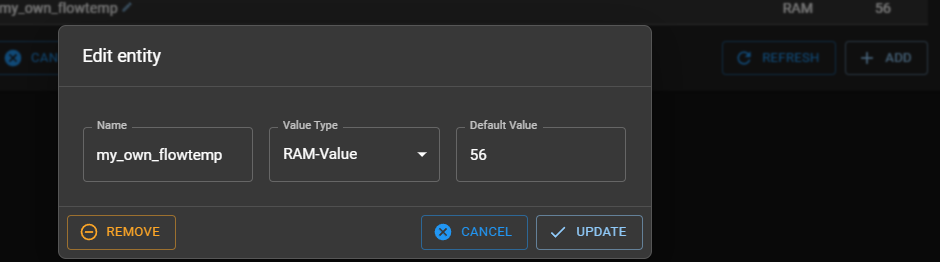 my_own_flowtemp RAM 56
Edit entity
CAN
REFRESH
ADD
Name
Value Type
Default Value
my_own_flowtemp
RAM-Value
56
REMOVE
CANCEL
UPDATE